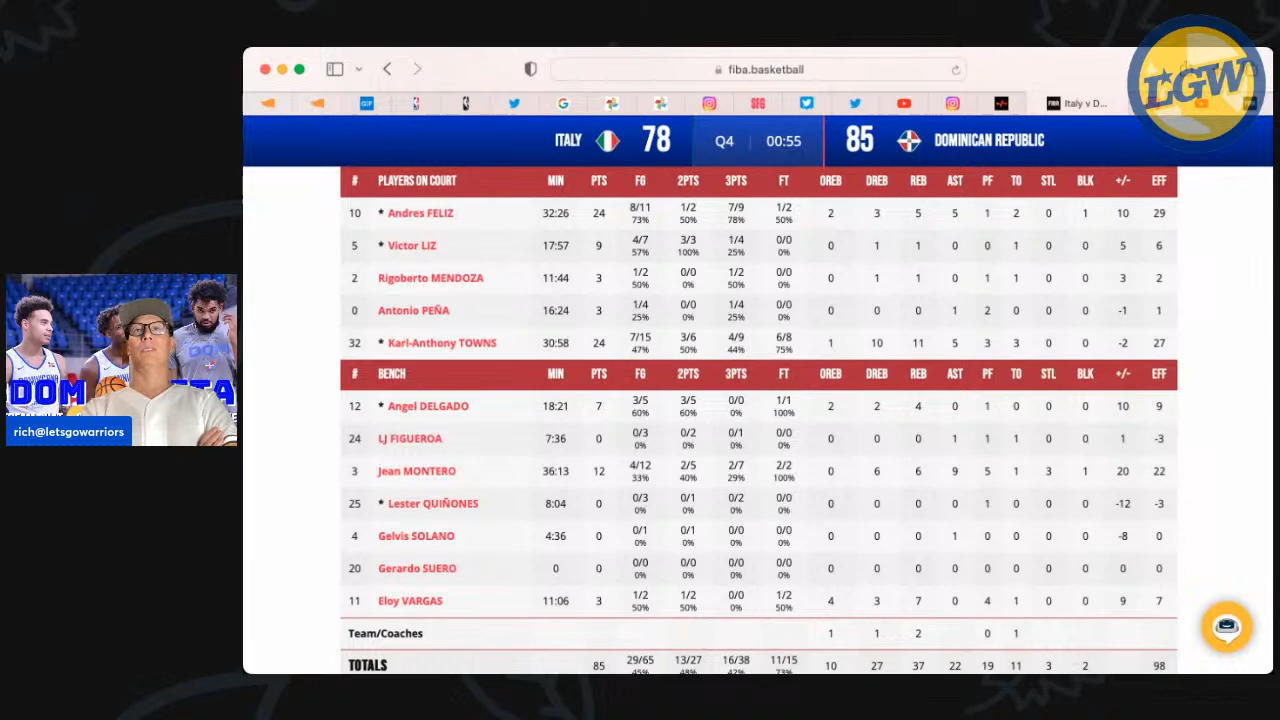 LGW
fiba.basketball
GIF
SFG
FIBA Italy v D...
ITALY 78 Q4 00:55 85 DOMINICAN REPUBLIC
# PLAYERS ON COURT MIN PTS FG 2PTS 3PTS FT OREB DREB REB AST PF TO STL BLK +/- EFF
10 * Andres FELIZ 32:26 24 8/11 1/2 7/9 1/2 2 3 5 5 1 2 0 1 10 29
73% 50% 78% 50%
5 * Victor LIZ 17:57 9 4/7 3/3 1/4 0/0 0 1 1 0 0 1 0 0 5 6
57% 100% 25% 0%
2 Rigoberto MENDOZA 11:44 3 1/2 0/0 1/2 0/0 0 1 1 0 1 1 0 0 3 2
50% 0% 50% 0%
0 Antonio PEÑA 16:24 3 1/4 0/0 1/4 0/0 0 0 0 1 2 0 0 0 -1 1
25% 0% 25% 0%
32 * Karl-Anthony TOWNS 30:58 24 7/15 3/6 4/9 6/8 1 10 11 5 3 3 0 0 -2 27
47% 50% 44% 75%
# BENCH MIN PTS FG 2PTS 3PTS FT OREB DREB REB AST PF TO STL BLK +/- EFF
12 * Angel DELGADO 18:21 7 3/5 3/5 0/0 1/1 2 2 4 0 1 0 0 0 10 9
60% 60% 0% 100%
24 LJ FIGUEROA 7:36 0 0/3 0/2 0/1 0/0 0 0 0 1 1 1 0 0 1 -3
0% 0% 0% 0%
3 Jean MONTERO 36:13 12 4/12 2/5 2/7 2/2 0 6 6 9 5 1 3 1 20 22
33% 40% 29% 100%
25 * Lester QUIÑONES 8:04 0 0/3 0/1 0/2 0/0 0 0 0 0 1 0 0 0 -12 -3
0% 0% 0% 0%
4 Gelvis SOLANO 4:36 0 0/1 0/1 0/0 0/0 0 0 0 1 0 0 0 0 -8 0
0% 0% 0% 0%
20 Gerardo SUERO 0 0 0/0 0/0 0/0 0/0 0 0 0 0 0 0 0 0 0 0
0% 0% 0% 0%
11 Eloy VARGAS 11:06 3 1/2 1/2 0/0 1/2 4 3 7 0 4 1 0 0 9 7
50% 50% 0% 50%
Team/Coaches 1 1 2 0 1
TOTALS 85 29/65 13/27 16/38 11/15 10 27 37 22 19 11 3 2 98
45% 48% 42% 73%
DOM
rich@letsgowarriors